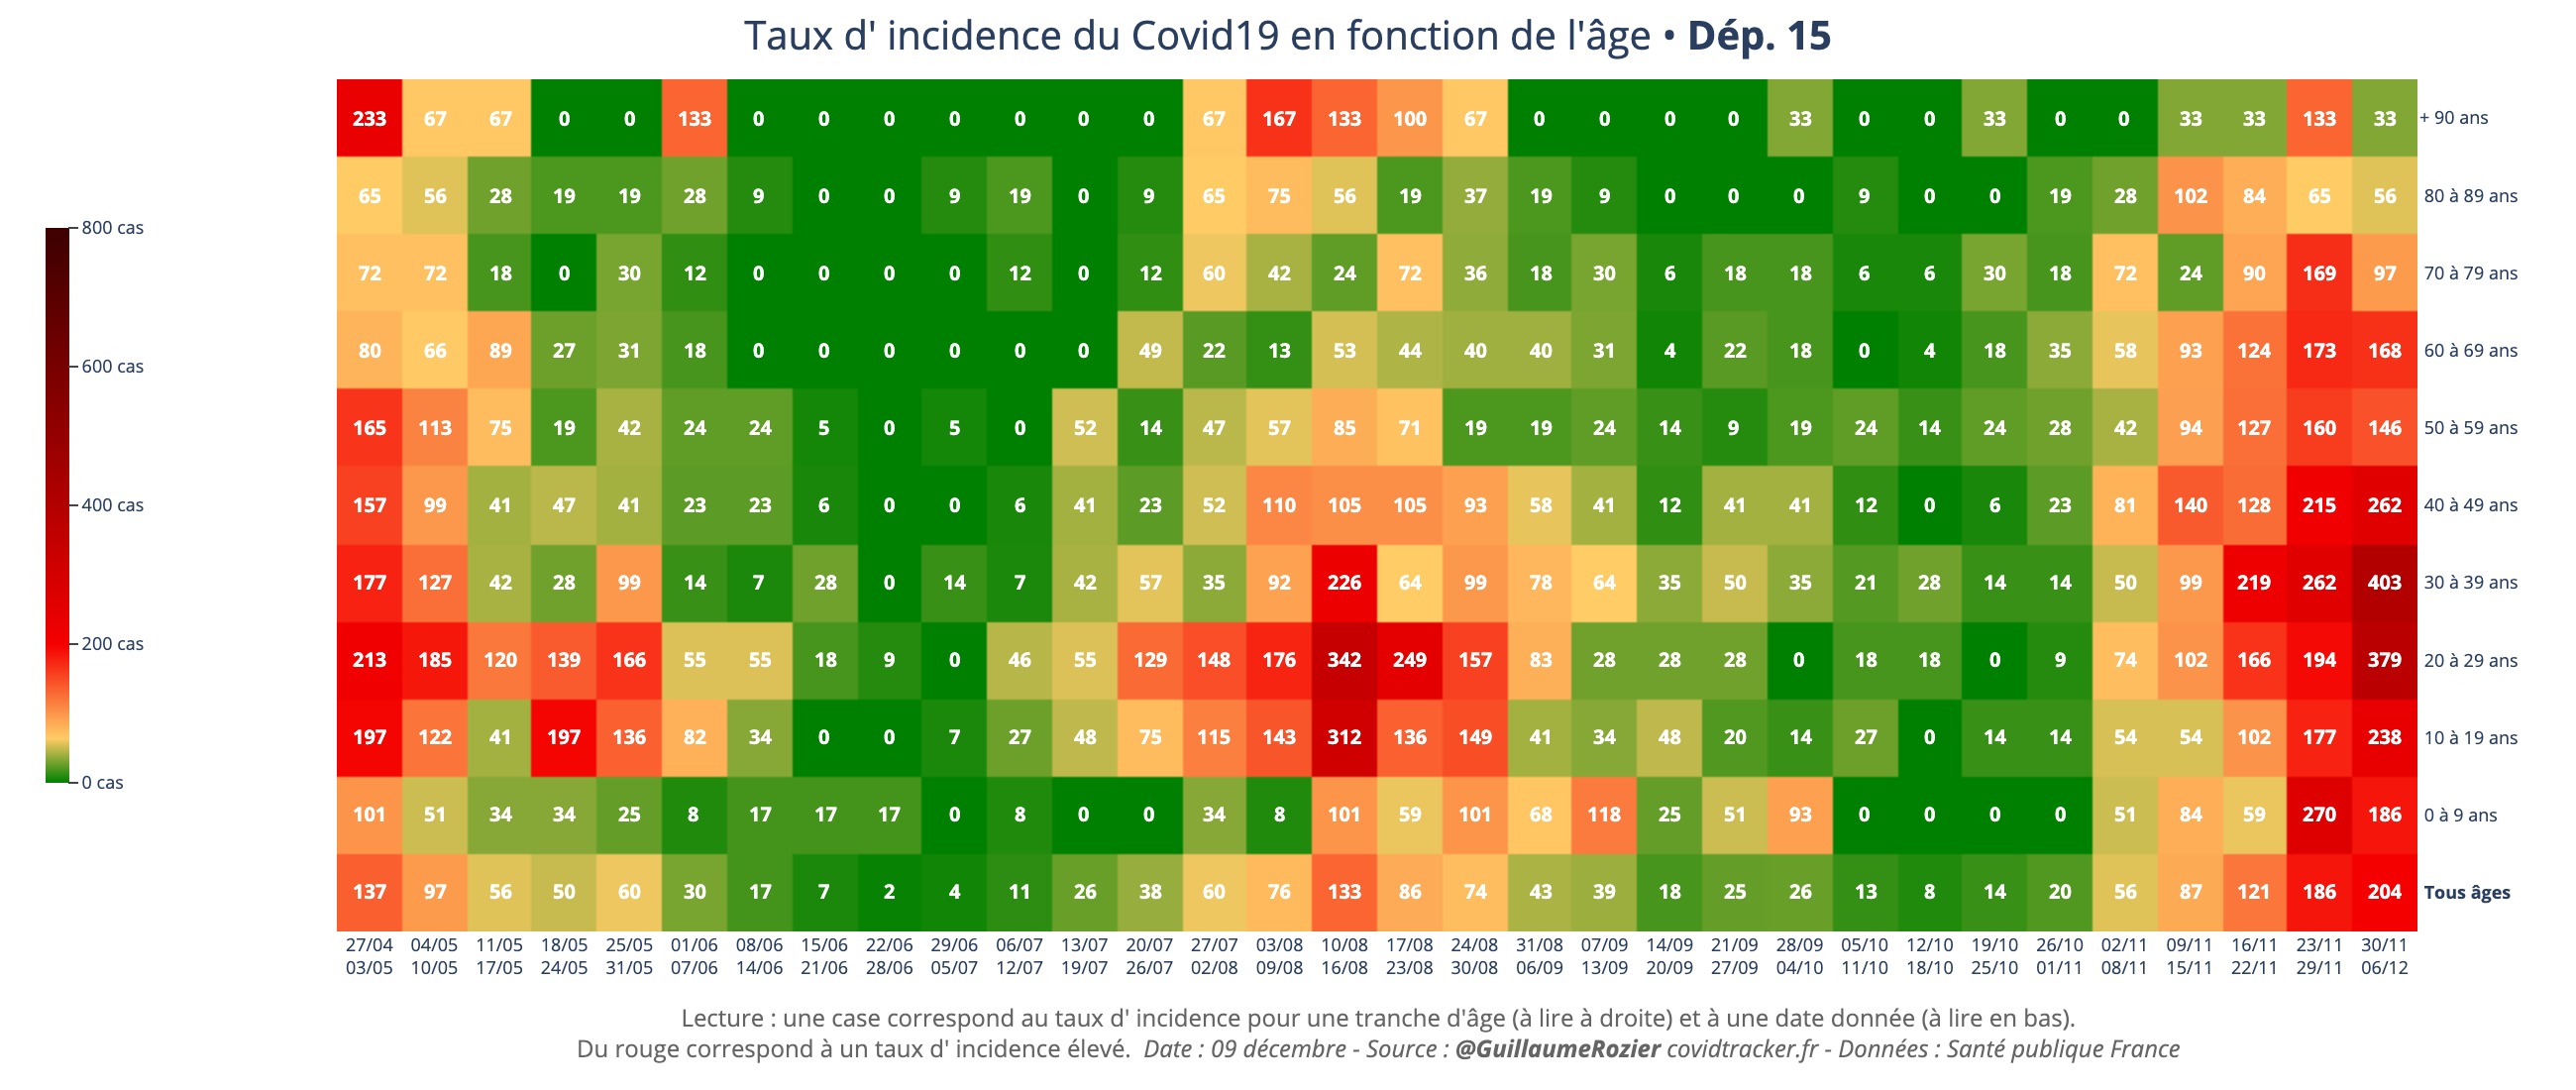 Taux d' incidence du Covid19 en fonction de l'âge • Dép. 15
800 cas
600 cas
400 cas
200 cas
0 cas
233 67 67 0 0 133 0 0 0 0 0 0 0 67 167 133 100 67 0 0 0 0 33 0 0 33 0 0 33 33 133 33 + 90 ans
65 56 28 19 19 28 9 0 0 9 19 0 9 65 75 56 19 37 19 9 0 0 0 9 0 0 19 28 102 84 65 56 80 à 89 ans
72 72 18 0 30 12 0 0 0 0 12 0 12 60 42 24 72 36 18 30 6 18 18 6 6 30 18 72 24 90 169 97 70 à 79 ans
80 66 89 27 31 18 0 0 0 0 0 0 49 22 13 53 44 40 40 31 4 22 18 0 4 18 35 58 93 124 173 168 60 à 69 ans
165 113 75 19 42 24 24 5 0 5 0 52 14 47 57 85 71 19 19 24 14 9 19 24 14 24 28 42 94 127 160 146 50 à 59 ans
157 99 41 47 41 23 23 6 0 0 6 41 23 52 110 105 105 93 58 41 12 41 41 12 0 6 23 81 140 128 215 262 40 à 49 ans
177 127 42 28 99 14 7 28 0 14 7 42 57 35 92 226 64 99 78 64 35 50 35 21 28 14 14 50 99 219 262 403 30 à 39 ans
213 185 120 139 166 55 55 18 9 0 46 55 129 148 176 342 249 157 83 28 28 28 0 18 18 0 9 74 102 166 194 379 20 à 29 ans
197 122 41 197 136 82 34 0 0 7 27 48 75 115 143 312 136 149 41 34 48 20 14 27 0 14 14 54 54 102 177 238 10 à 19 ans
101 51 34 34 25 8 17 17 17 0 8 0 0 34 8 101 59 101 68 118 25 51 93 0 0 0 0 51 84 59 270 186 0 à 9 ans
137 97 56 50 60 30 17 7 2 4 11 26 38 60 76 133 86 74 43 39 18 25 26 13 8 14 20 56 87 121 186 204 Tous âges
27/04 04/05 11/05 18/05 25/05 01/06 08/06 15/06 22/06 29/06 06/07 13/07 20/07 27/07 03/08 10/08 17/08 24/08 31/08 07/09 14/09 21/09 28/09 05/10 12/10 19/10 26/10 02/11 09/11 16/11 23/11 30/11
03/05 10/05 17/05 24/05 31/05 07/06 14/06 21/06 28/06 05/07 12/07 19/07 26/07 02/08 09/08 16/08 23/08 30/08 06/09 13/09 20/09 27/09 04/10 11/10 18/10 25/10 01/11 08/11 15/11 22/11 29/11 06/12
Lecture : une case correspond au taux d' incidence pour une tranche d'âge (à lire à droite) et à une date donnée (à lire en bas).
Du rouge correspond à un taux d' incidence élevé. Date : 09 décembre - Source : @GuillaumeRozier covidtracker.fr - Données : Santé publique France